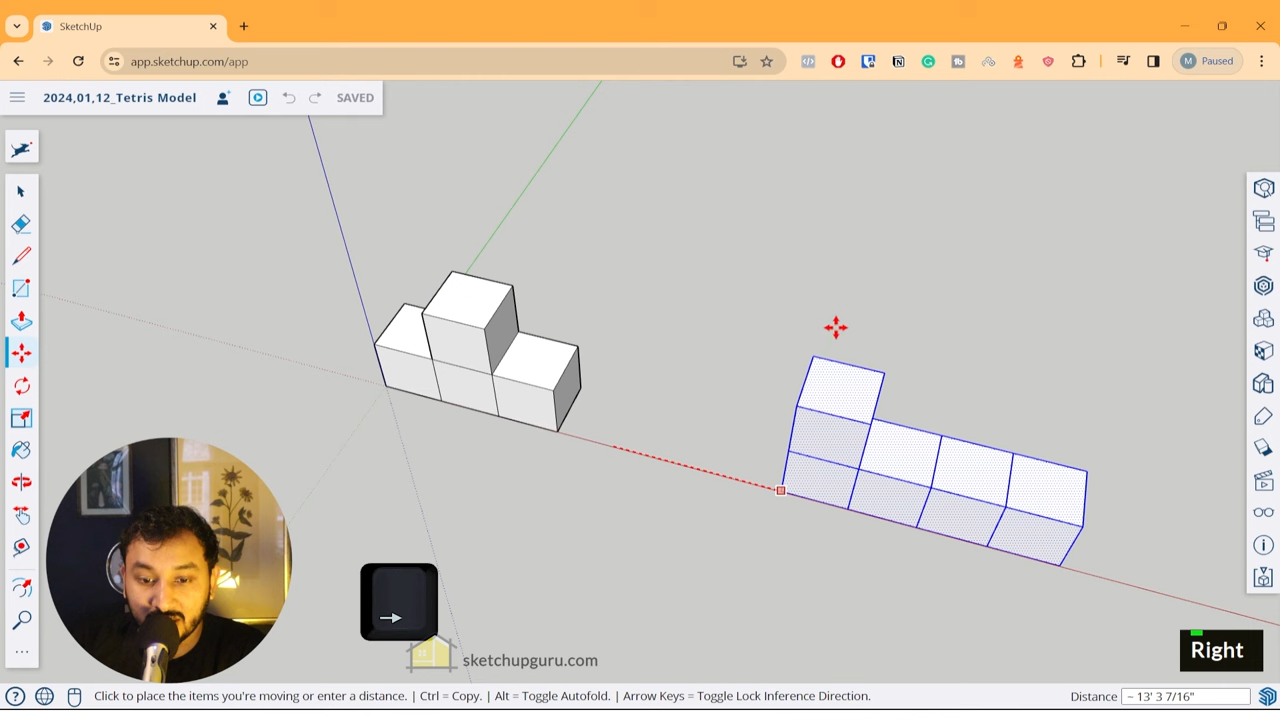 SketchUp
app.sketchup.com/app
M Paused
2024,01,12_Tetris Model
SAVED
sketchupguru.com
Right
Click to place the items you're moving or enter a distance. | Ctrl = Copy. | Alt = Toggle Autofold. | Arrow Keys = Toggle Lock Inference Direction.
Distance ~ 13' 3 7/16"